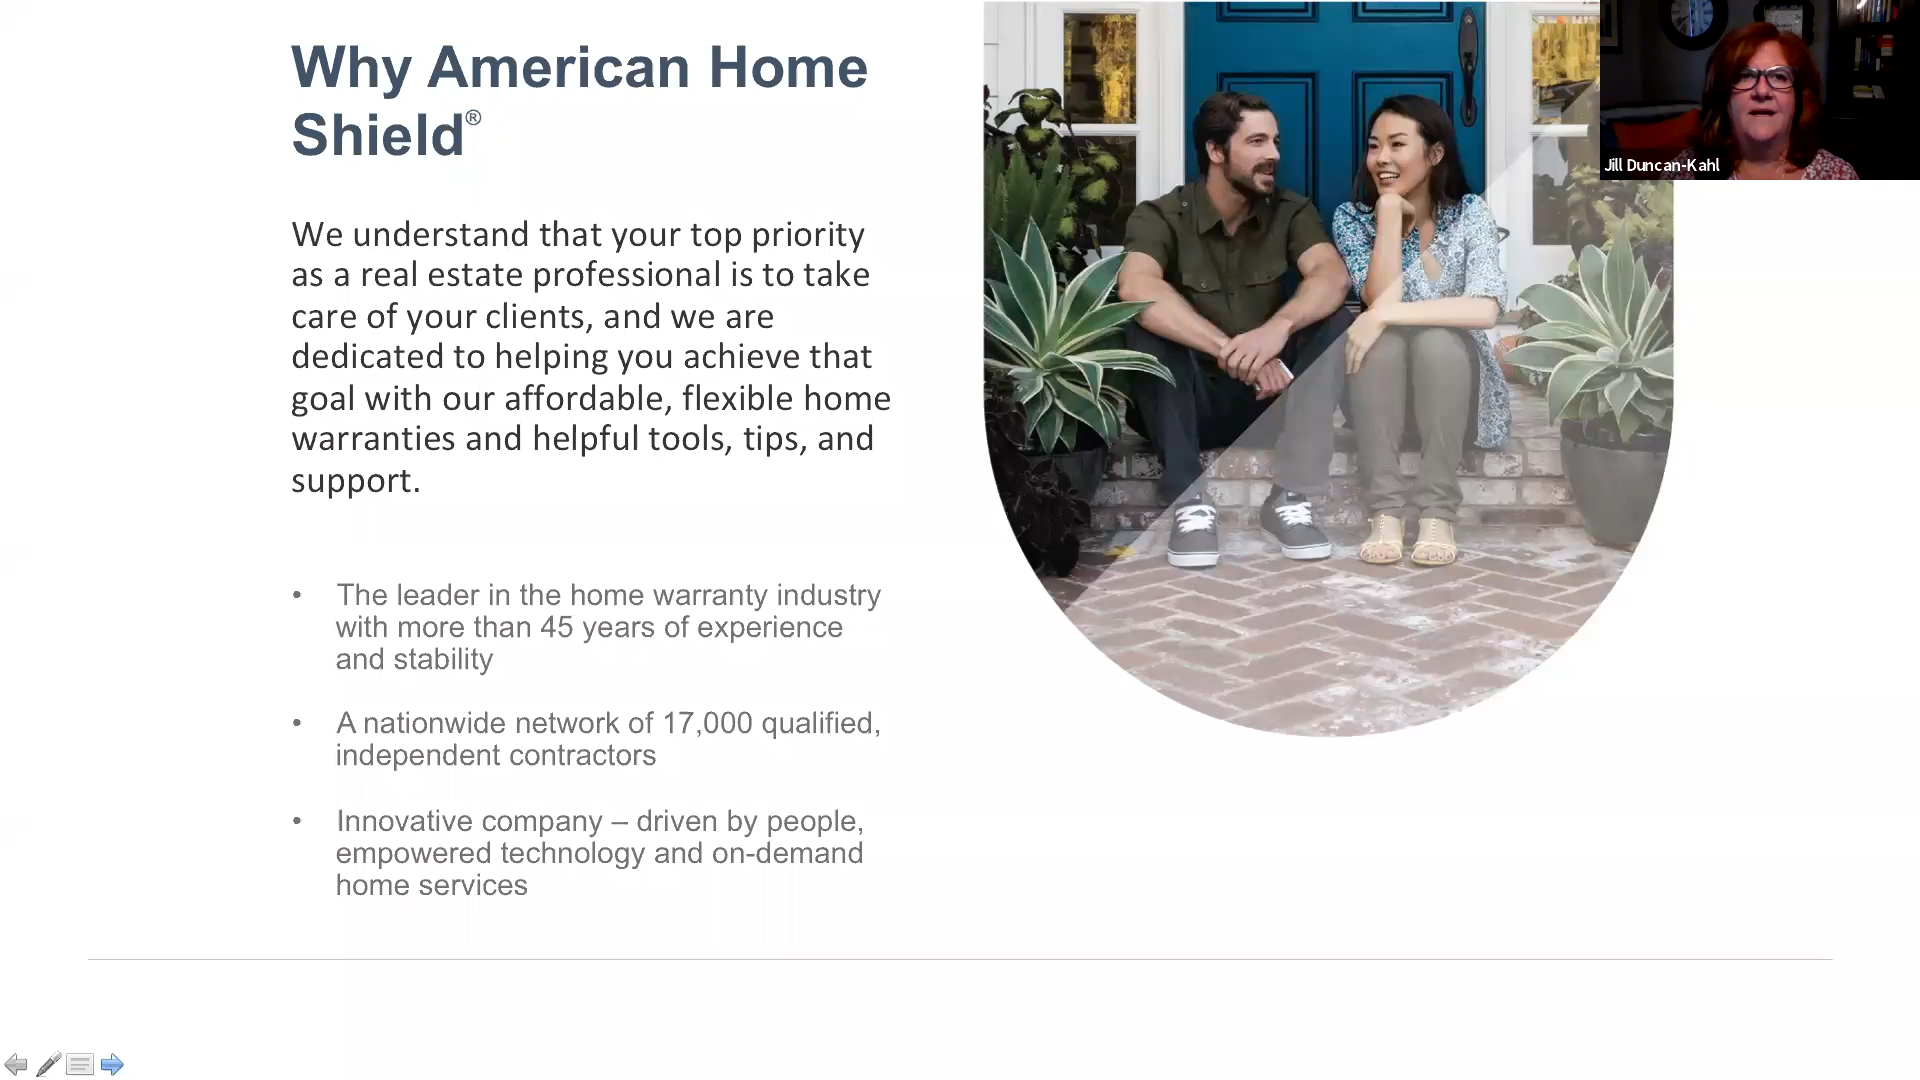 Why American Home
Shield®
We understand that your top priority
as a real estate professional is to take
care of your clients, and we are
dedicated to helping you achieve that
goal with our affordable, flexible home
warranties and helpful tools, tips, and
support.
• The leader in the home warranty industry
with more than 45 years of experience
and stability
• A nationwide network of 17,000 qualified,
independent contractors
• Innovative company – driven by people,
empowered technology and on-demand
home services
Jill Duncan-Kahl